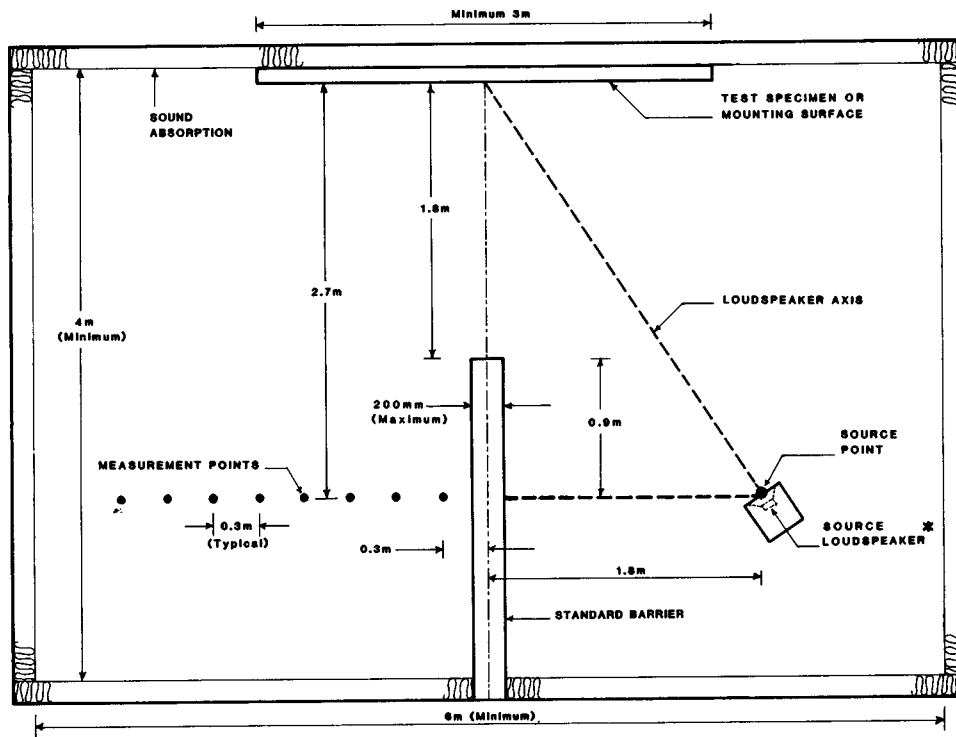 Minimum 3m
SOUND
ABSORPTION
TEST SPECIMEN OR
MOUNTING SURFACE
1.8m
2.7m
LOUDSPEAKER AXIS
4m
(Minimum)
200mm
(Maximum)
0.9m
SOURCE
POINT
MEASUREMENT POINTS
0.3m
(Typical)
SOURCE *
LOUDSPEAKER
0.3m
1.8m
STANDARD BARRIER
6m (Minimum)